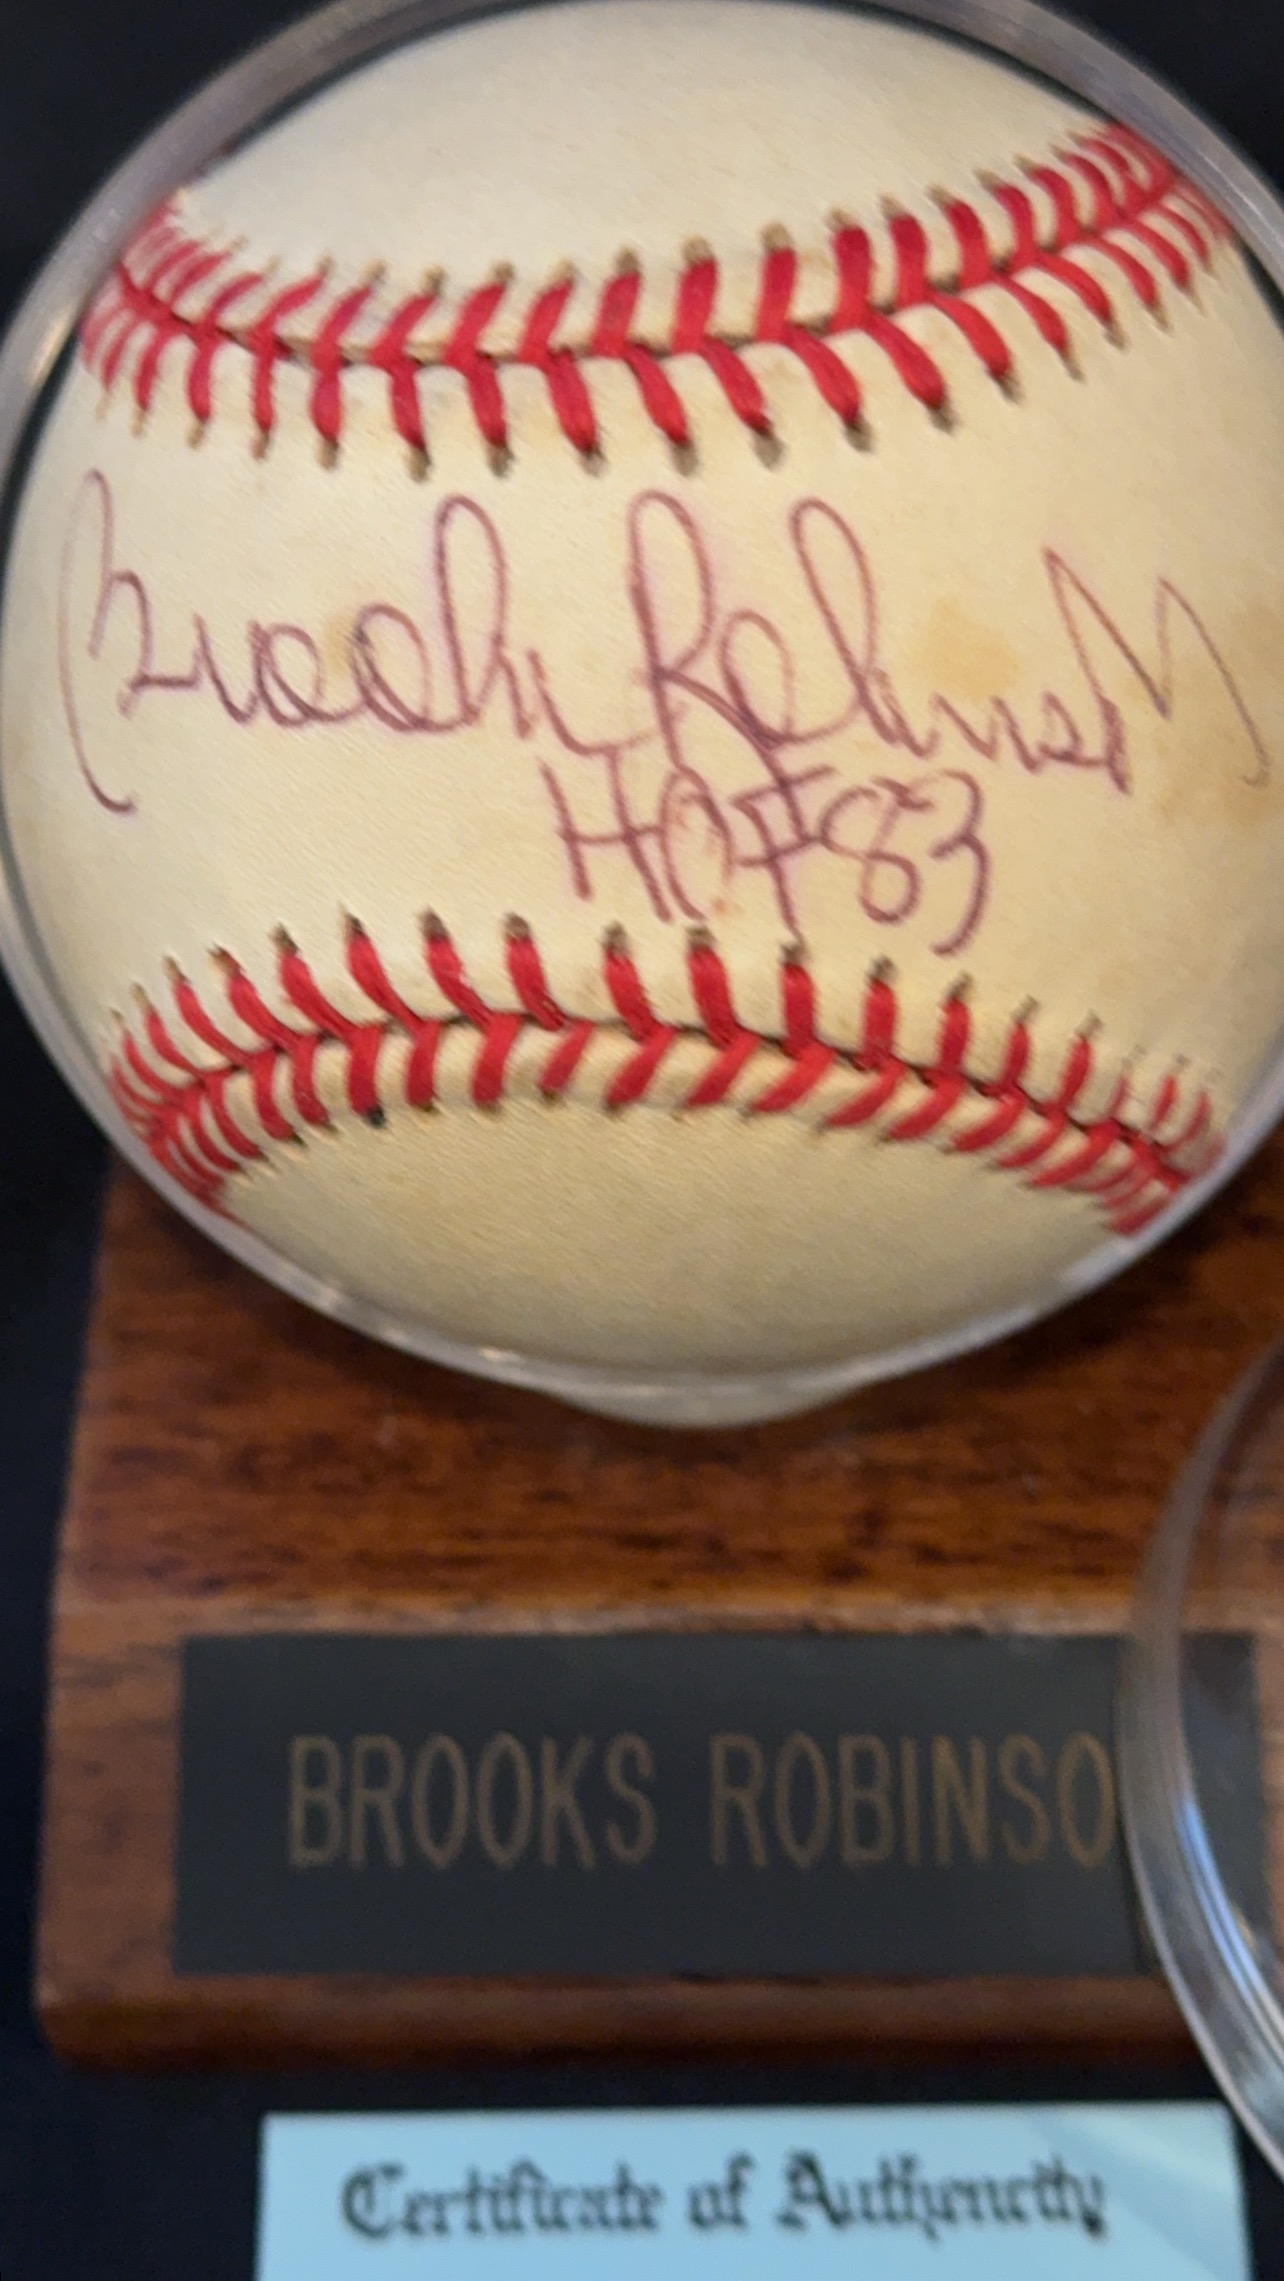 Brooks Robinson
HOF 83
BROOKS ROBINSO
Certificate of Authenticity